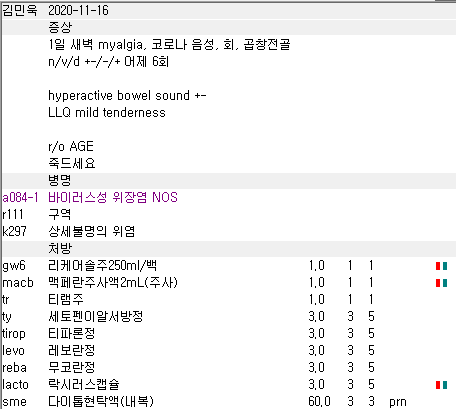 김민욱 2020-11-16
증상
1일 새벽 myalgia, 코로나 음성, 회, 곱창전골
n/v/d +-/-/+ 어제 6회
hyperactive bowel sound +-
LLQ mild tenderness
r/o AGE
죽드세요
병명
a084-1 바이러스성 위장염 NOS
r111 구역
k297 상세불명의 위염
처방
gw6 리케어솔주250ml/백 1.0 1 1
macb 맥페란주사액2mL(주사) 1.0 1 1
tr 티램주 1.0 1 1
ty 세토펜이알서방정 3.0 3 5
tirop 티파론정 3.0 3 5
levo 레보란정 3.0 3 5
reba 무코란정 3.0 3 5
lacto 락시러스캡슐 3.0 3 5
sme 다이톱현탁액(내복) 60.0 3 3 prn